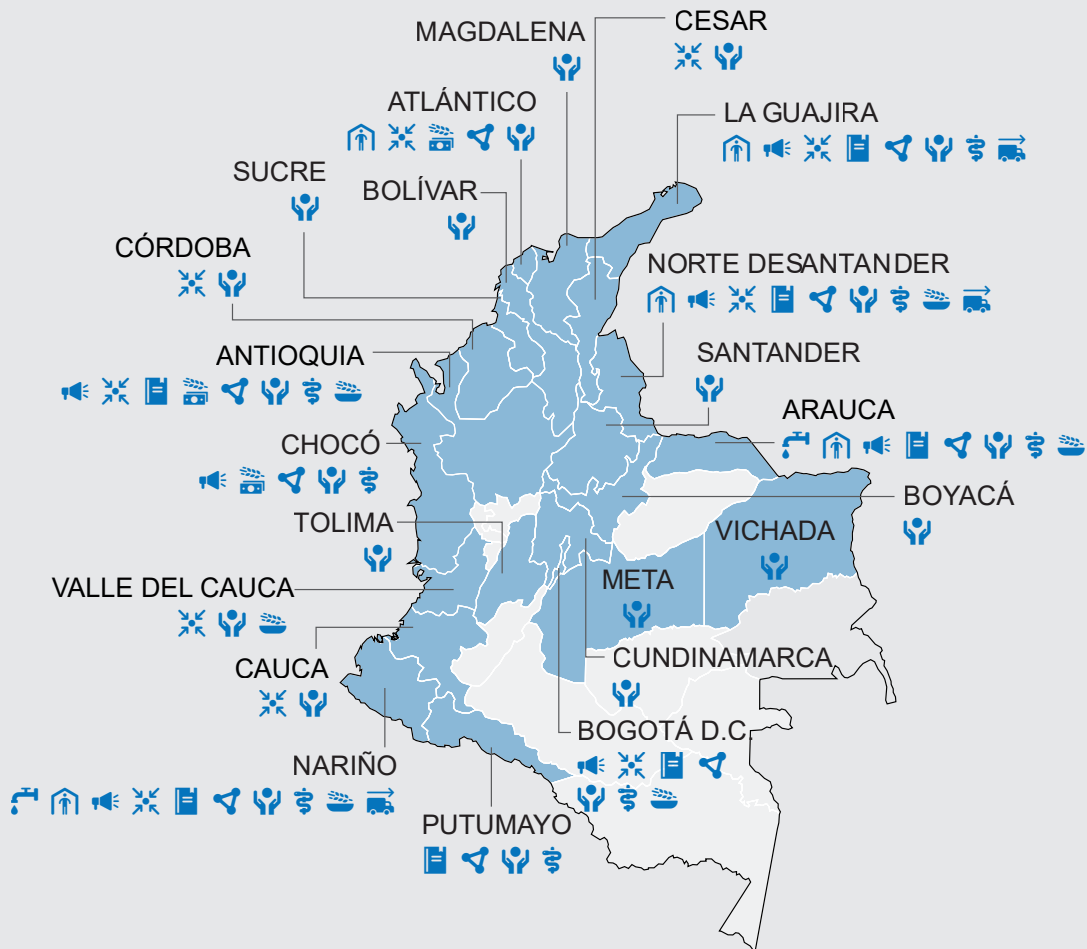 MAGDALENA
CESAR
ATLÁNTICO
LA GUAJIRA
SUCRE
BOLÍVAR
CÓRDOBA
NORTE DESANTANDER
ANTIOQUIA
SANTANDER
ARAUCA
CHOCÓ
BOYACÁ
TOLIMA
VICHADA
META
VALLE DEL CAUCA
CUNDINAMARCA
CAUCA
BOGOTÁ D.C.
NARIÑO
PUTUMAYO